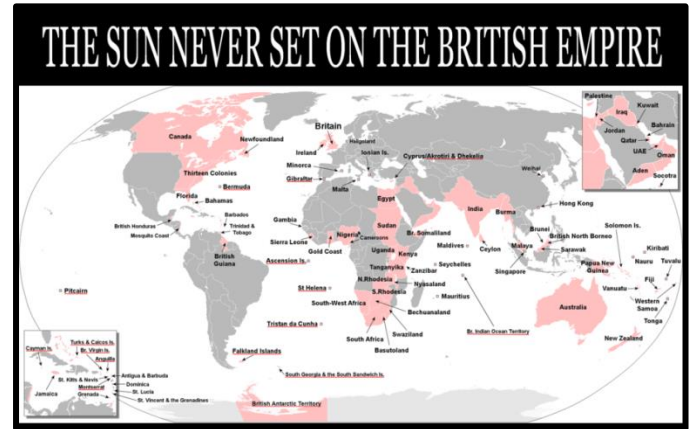 THE SUN NEVER SET ON THE BRITISH EMPIRE
Palestine
Iraq
Kuwait
Jordan
Bahrain
Qatar
UAE
Oman
Aden
Socotra
Canada
Newfoundland
Britain
Heligoland
Ireland
Ionian Is.
Minorca
Cyprus/Akrotiri & Dhekelia
Weihai
Thirteen Colonies
Gibraltar
Malta
Bermuda
Florida
Bahamas
Egypt
India
Burma
Hong Kong
British Honduras
Barbados
Mosquito Coast
Trinidad &
Tobago
Gambia
Sudan
Br. Somaliland
Brunei
British North Borneo
Solomon Is.
Sierra Leone
Nigeria
Cameroons
Gold Coast
Maldives
Ceylon
Malaya
Sarawak
Kiribati
British
Guiana
Uganda
Kenya
Seychelles
Singapore
Papua New
Guinea
Nauru
Tuvalu
Ascension Is.
Tanganyika
Zanzibar
Fiji
Pitcairn
St Helena
N.Rhodesia
Nyasaland
Vanuatu
Western
Samoa
S.Rhodesia
Mauritius
South-West Africa
Bechuanaland
Australia
Tonga
Tristan da Cunha
Swaziland
South Africa
Basutoland
Br. Indian Ocean Territory
New Zealand
Falkland Islands
South Georgia & the South Sandwich Is.
British Antarctic Territory
Turks & Caicos Is.
Cayman Is.
Br. Virgin Is.
Anguilla
St. Kitts & Nevis
Antigua & Barbuda
Jamaica
Montserrat
Dominica
Grenada
St. Lucia
St. Vincent & the Grenadines